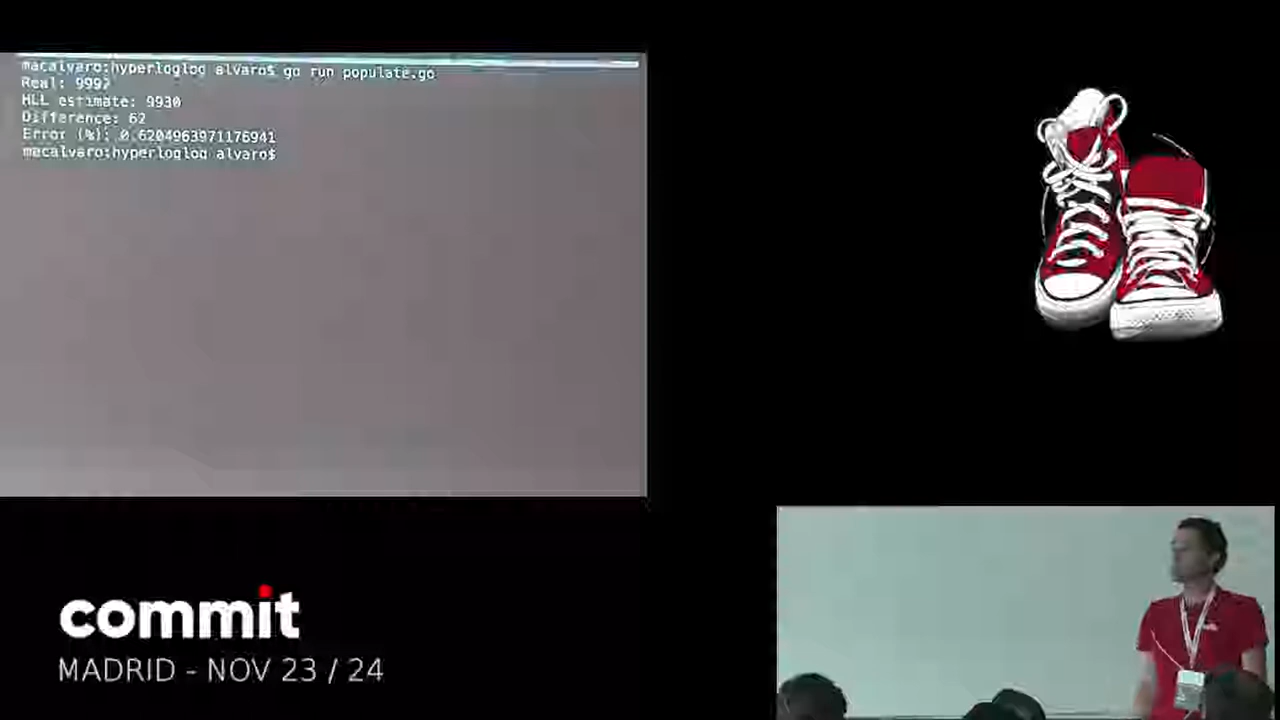 macalvaro:hyperloglog alvaro$ go run populate.go
Real: 9992
HLL estimate: 9930
Difference: 62
Error (%): 0.6204963971176941
macalvaro:hyperloglog alvaro$
commit
MADRID - NOV 23 / 24